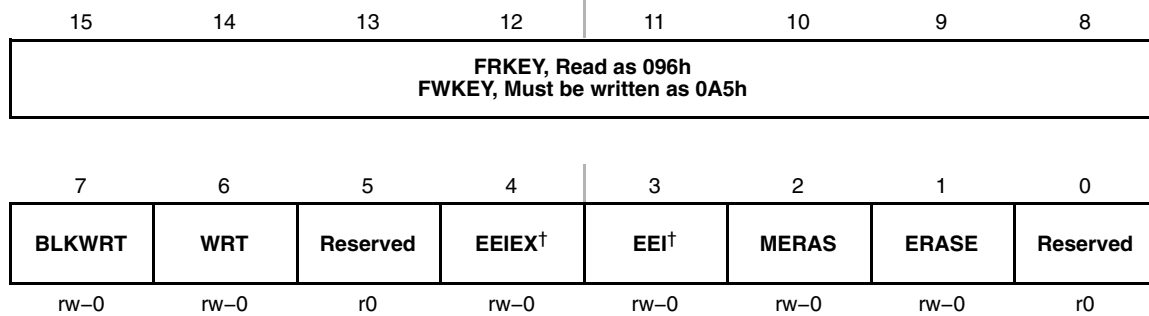 15 14 13 12 11 10 9 8
FRKEY, Read as 096h
FWKEY, Must be written as 0A5h
7 6 5 4 3 2 1 0
BLKWRT WRT Reserved EEIEX† EEI† MERAS ERASE Reserved
rw−0 rw−0 r0 rw−0 rw−0 rw−0 rw−0 r0